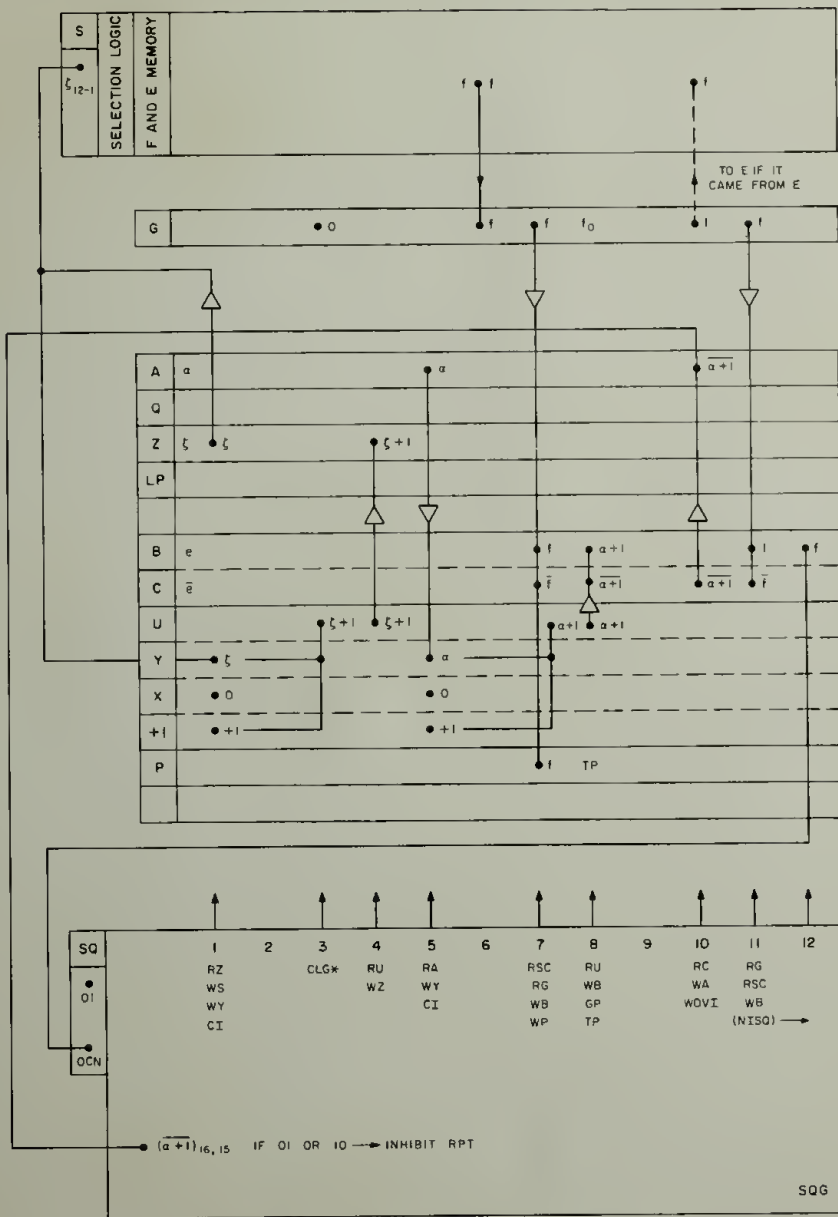 S
SELECTION LOGIC
F AND E MEMORY
ζ12-1
f f
f
TO E IF IT
CAME FROM E
G 0 f f f0 1 f
A α α α+1
Q
Z ζ ζ ζ+1
LP
B e f α+1 1 f
C e̅ f̅ α+1 α+1 f̅
U ζ+1 ζ+1 α+1 α+1
Y ζ α
X 0 0
+1 +1 +1
P f TP
SQ
01
OCN
1 2 3 4 5 6 7 8 9 10 11 12
RZ CLG* RU RA RSC RU RC RG
WS WZ WY RG WB WA RSC
WY CI WB GP WOVI WB
CI WP TP (NISQ)
(α+1)16,15 IF 01 OR 10 INHIBIT RPT
SQG